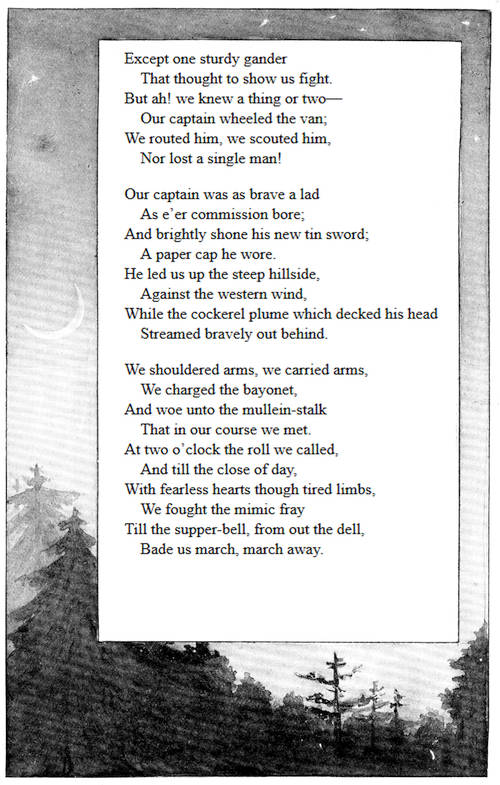 Except one sturdy gander
That thought to show us fight.
But ah! we knew a thing or two—
Our captain wheeled the van;
We routed him, we scouted him,
Nor lost a single man!
Our captain was as brave a lad
As e'er commission bore;
And brightly shone his new tin sword;
A paper cap he wore.
He led us up the steep hillside,
Against the western wind,
While the cockerel plume which decked his head
Streamed bravely out behind.
We shouldered arms, we carried arms,
We charged the bayonet,
And woe unto the mullein-stalk
That in our course we met.
At two o'clock the roll we called,
And till the close of day,
With fearless hearts though tired limbs,
We fought the mimic fray
Till the supper-bell, from out the dell,
Bade us march, march away.